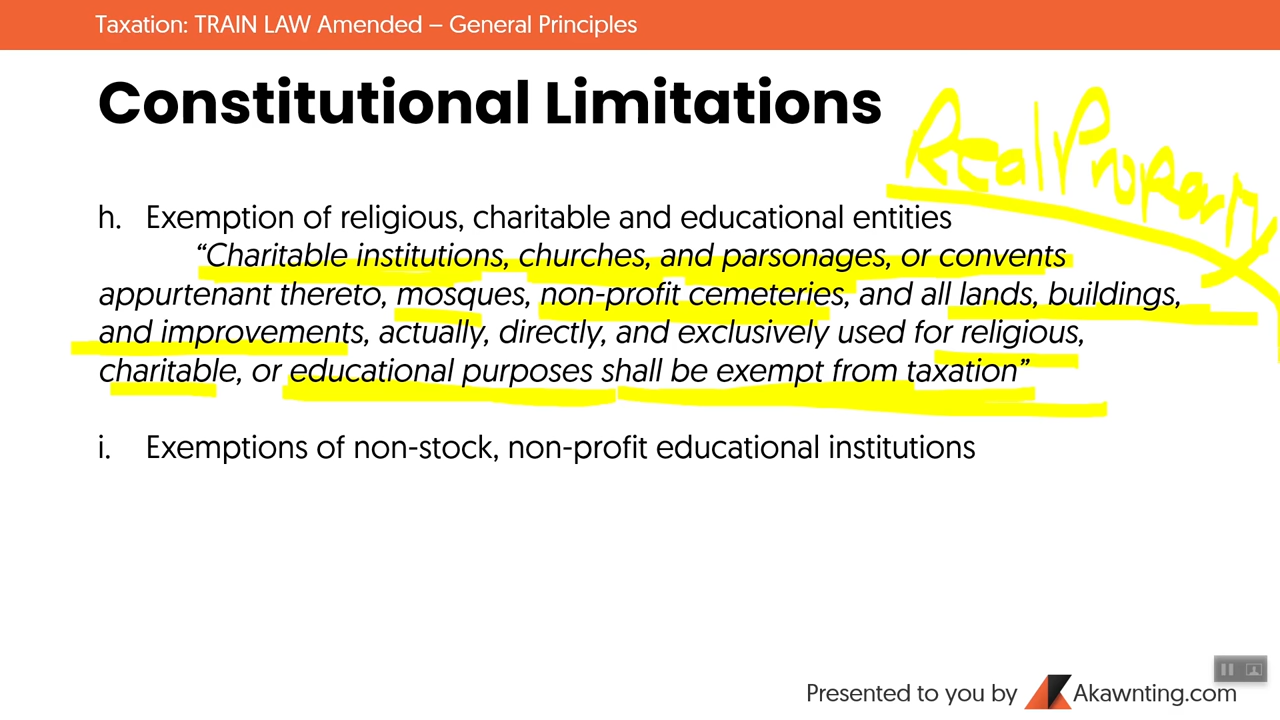 Taxation: TRAIN LAW Amended – General Principles
Constitutional Limitations
Real Property
h. Exemption of religious, charitable and educational entities
“Charitable institutions, churches, and parsonages, or convents
appurtenant thereto, mosques, non-profit cemeteries, and all lands, buildings,
and improvements, actually, directly, and exclusively used for religious,
charitable, or educational purposes shall be exempt from taxation”
i. Exemptions of non-stock, non-profit educational institutions
Presented to you by Akawnting.com